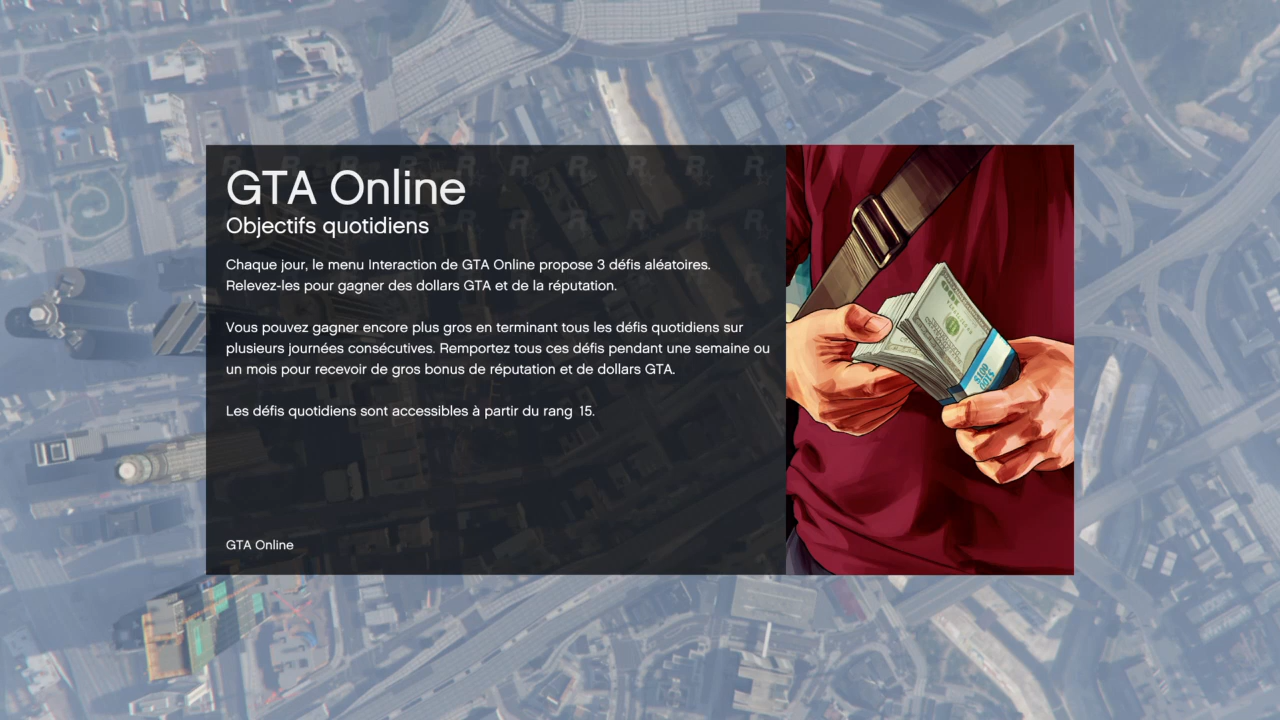 GTA Online
Objectifs quotidiens
Chaque jour, le menu Interaction de GTA Online propose 3 défis aléatoires.
Relevez-les pour gagner des dollars GTA et de la réputation.
Vous pouvez gagner encore plus gros en terminant tous les défis quotidiens sur
plusieurs journées consécutives. Remportez tous ces défis pendant une semaine ou
un mois pour recevoir de gros bonus de réputation et de dollars GTA.
Les défis quotidiens sont accessibles à partir du rang 15.
GTA Online